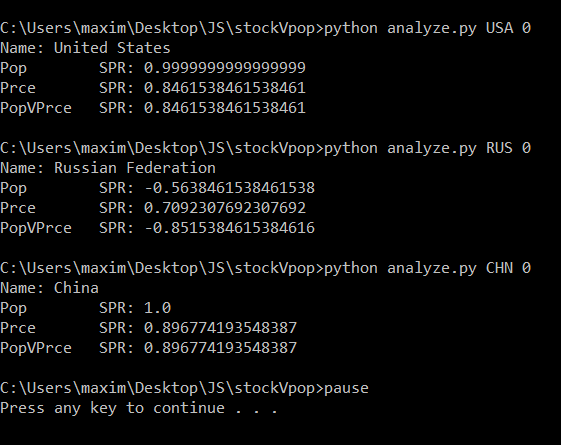 C:\Users\maxim\Desktop\JS\stockVpop>python analyze.py USA 0
Name: United States
Pop SPR: 0.9999999999999999
Prce SPR: 0.8461538461538461
PopVPrce SPR: 0.8461538461538461
C:\Users\maxim\Desktop\JS\stockVpop>python analyze.py RUS 0
Name: Russian Federation
Pop SPR: -0.5638461538461538
Prce SPR: 0.7092307692307692
PopVPrce SPR: -0.8515384615384616
C:\Users\maxim\Desktop\JS\stockVpop>python analyze.py CHN 0
Name: China
Pop SPR: 1.0
Prce SPR: 0.896774193548387
PopVPrce SPR: 0.896774193548387
C:\Users\maxim\Desktop\JS\stockVpop>pause
Press any key to continue . . .